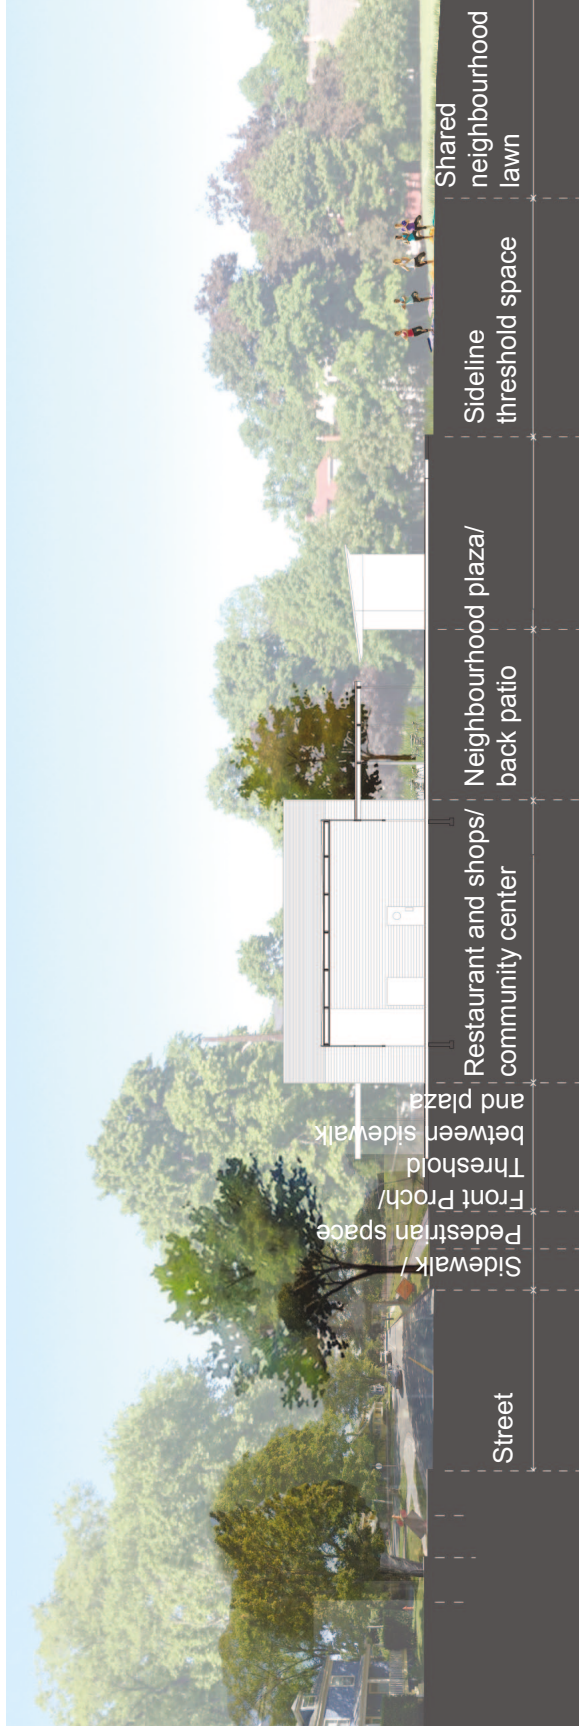 Street
Sidewalk /
Pedestrian space
Front Proch/
Threshold
between sidewalk
and plaza
Restaurant and shops/
community center
Neighbourhood plaza/
back patio
Sideline
threshold space
Shared
neighbourhood
lawn